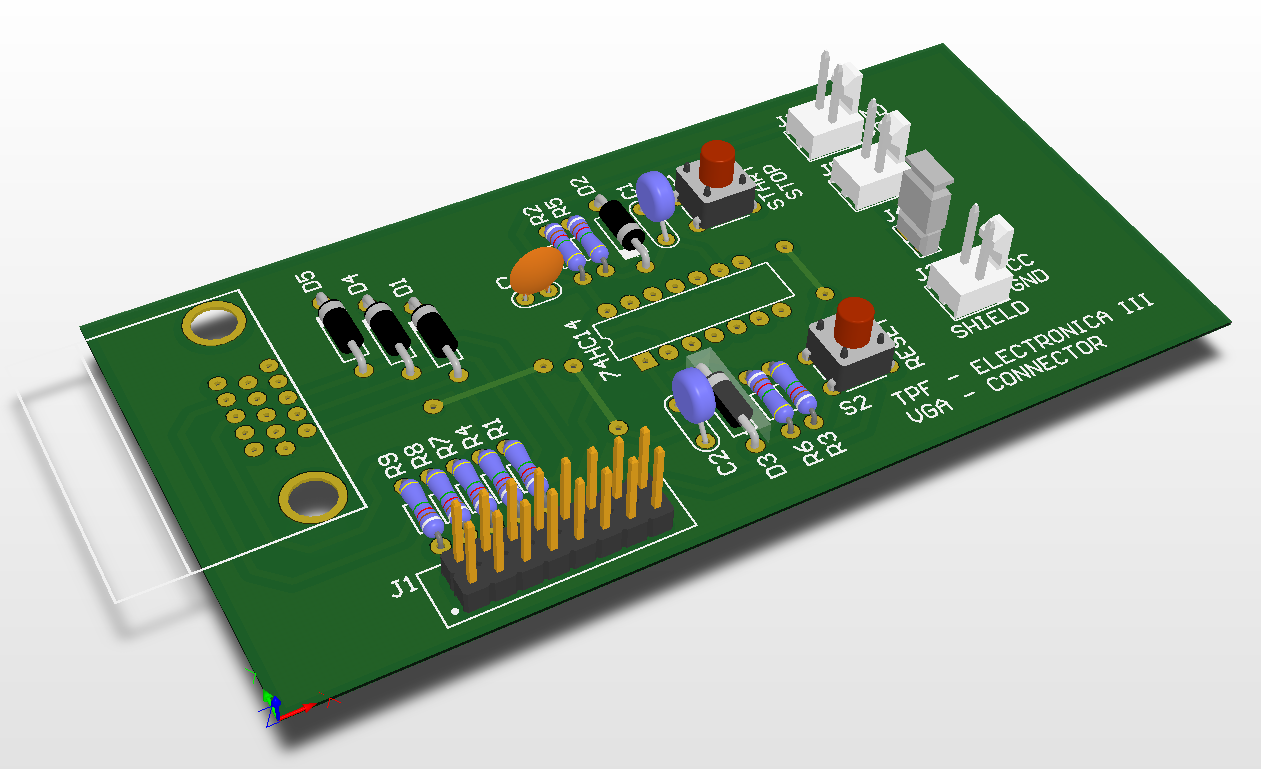 D5
D4
D1
R2
R5
D2
C1
START
STOP
74HC14
R9
R8
R7
R4
R1
J1
C2
D3
R6
R3
S2
RESET
GND
SHIELD
TPF - ELECTRONICA III
VGA - CONNECTOR